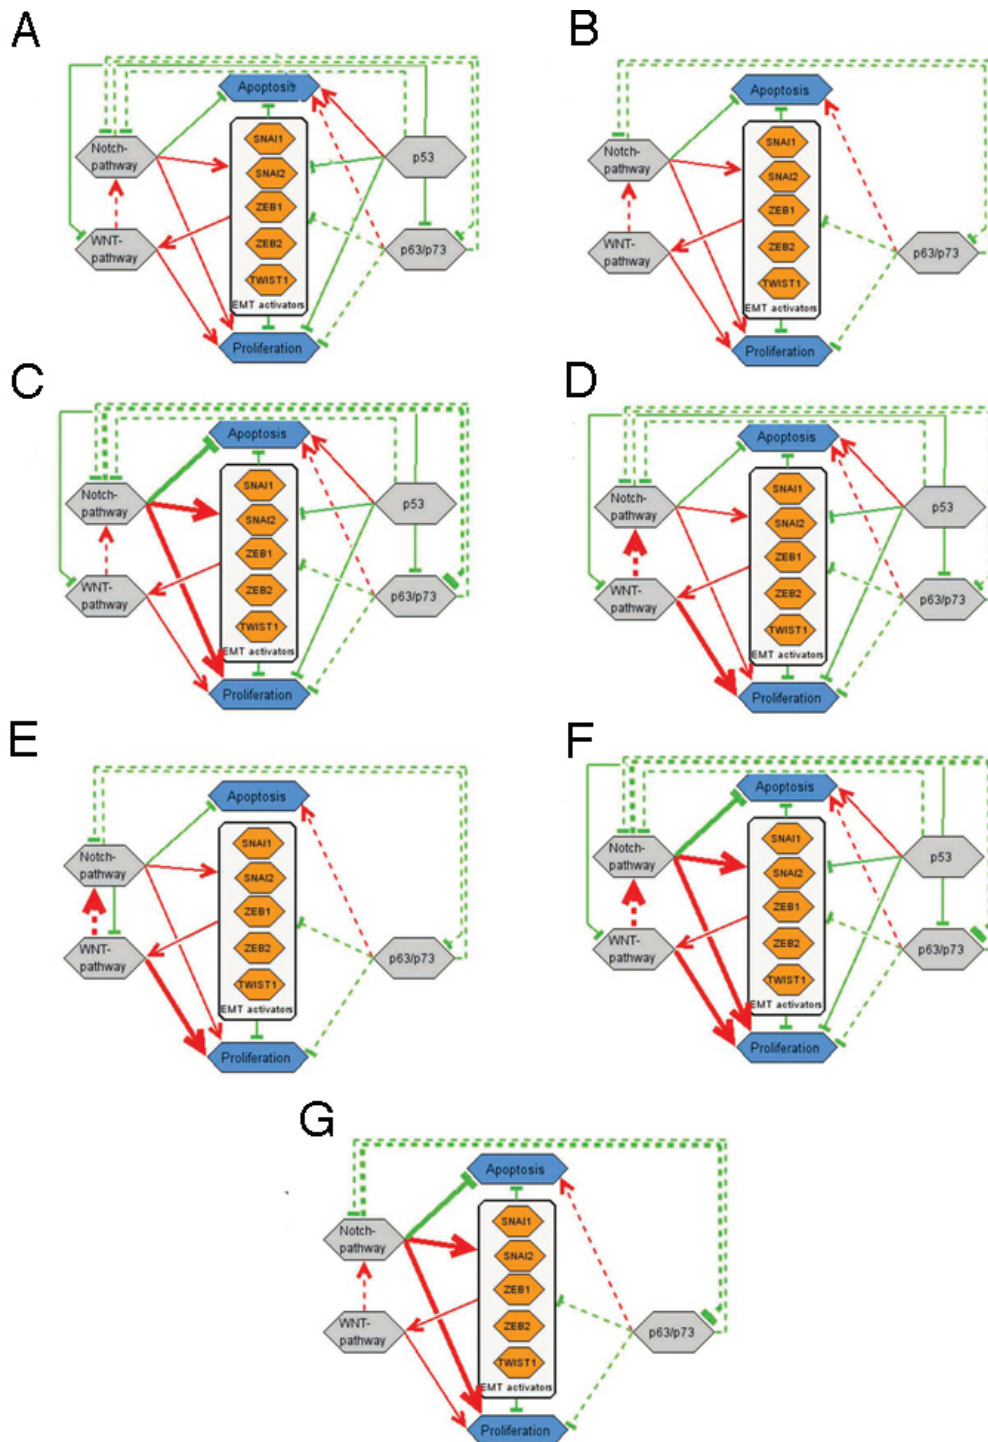 A
Apoptosis
SNAI1
SNAI2
ZEB1
ZEB2
TWIST1
EMT activators
Proliferation
Notch-
pathway
WNT-
pathway
p53
p63/p73
B
Apoptosis
SNAI1
SNAI2
ZEB1
ZEB2
TWIST1
EMT activators
Proliferation
Notch-
pathway
WNT-
pathway
p63/p73
C
Apoptosis
SNAI1
SNAI2
ZEB1
ZEB2
TWIST1
EMT activators
Proliferation
Notch-
pathway
WNT-
pathway
p53
p63/p73
D
Apoptosis
SNAI1
SNAI2
ZEB1
ZEB2
TWIST1
EMT activators
Proliferation
Notch-
pathway
WNT-
pathway
p53
p63/p73
E
Apoptosis
SNAI1
SNAI2
ZEB1
ZEB2
TWIST1
EMT activators
Proliferation
Notch-
pathway
WNT-
pathway
p63/p73
F
Apoptosis
SNAI1
SNAI2
ZEB1
ZEB2
TWIST1
EMT activators
Proliferation
Notch-
pathway
WNT-
pathway
p53
p63/p73
G
Apoptosis
SNAI1
SNAI2
ZEB1
ZEB2
TWIST1
EMT activators
Proliferation
Notch-
pathway
WNT-
pathway
p63/p73